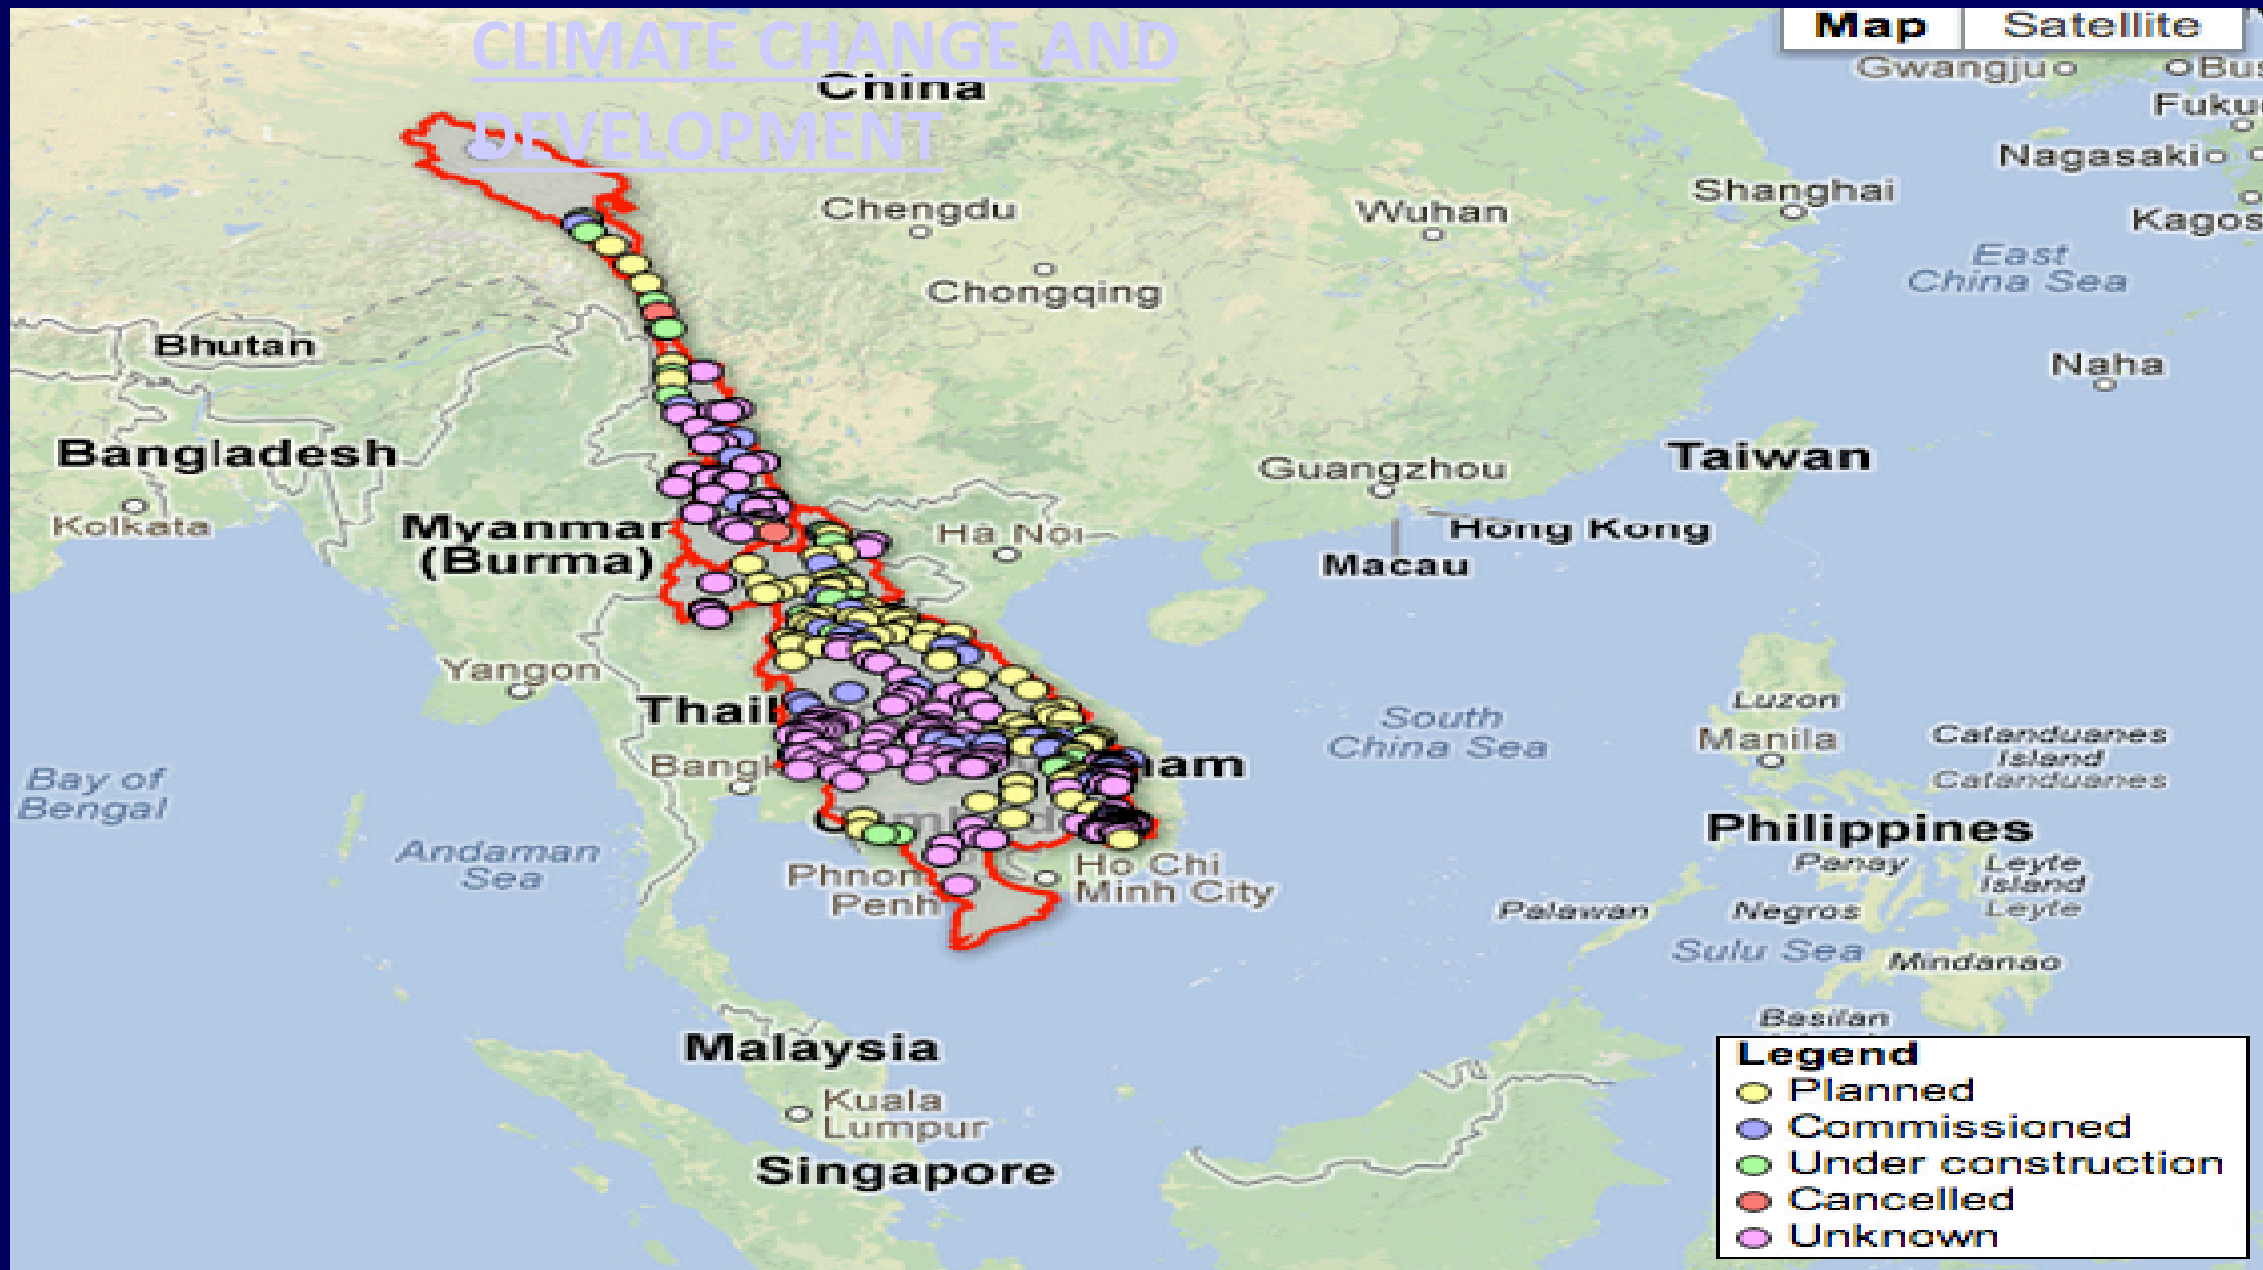 CLIMATE CHANGE AND
DEVELOPMENT
Map
Satellite
China
Gwangju
Bus
Fuku
Nagasaki
Shanghai
Kagos
Chengdu
Wuhan
East
China Sea
Chongqing
Bhutan
Naha
Bangladesh
Taiwan
Guangzhou
Kolkata
Myanmar
(Burma)
Ha Noi
Hong Kong
Macau
Yangon
Thail
Luzon
South
China Sea
Manila
Catanduanes
Island
Catanduanes
Bangk
nam
Bay of
Bengal
Philippines
Andaman
Sea
Phnom
Penh
Ho Chi
Minh City
Panay
Leyte
Island
Leyte
Palawan
Negros
Sulu Sea
Mindanao
Basilan
Malaysia
Kuala
Lumpur
Singapore
Legend
Planned
Commissioned
Under construction
Cancelled
Unknown